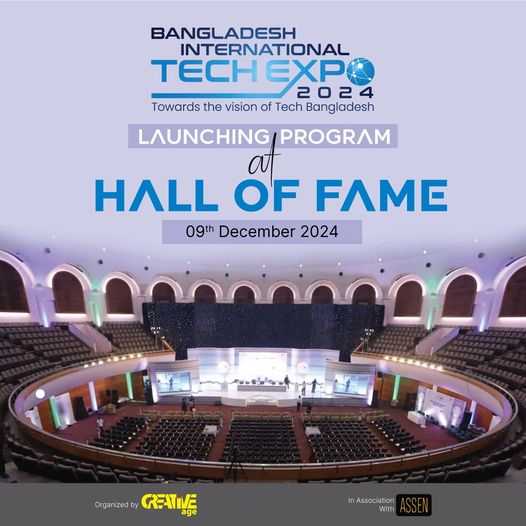 BANGLADESH
INTERNATIONAL
TECH EXPO
2024
Towards the vision of Tech Bangladesh
LAUNCHING PROGRAM
at
HALL OF FAME
09th December 2024
Organized by CREATIVE age
In Association With ASSEN